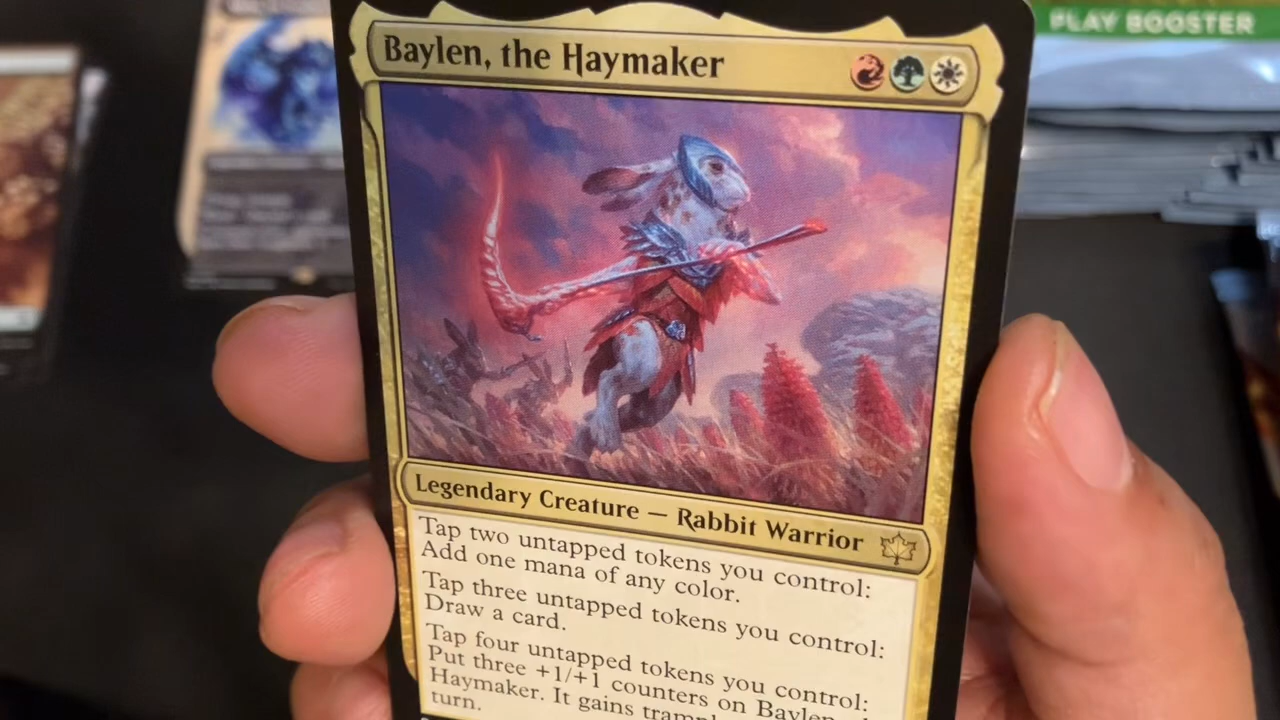 PLAY BOOSTER
Baylen, the Haymaker
Legendary Creature — Rabbit Warrior
Tap two untapped tokens you control:
Add one mana of any color.
Tap three untapped tokens you control:
Draw a card.
Tap four untapped tokens you control:
Put three +1/+1 counters on Baylen,
Haymaker. It gains trampl
turn.